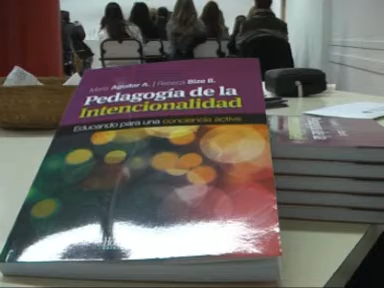 Mario Aguilar A. | Rebeca Bize B.
Pedagogía de la
Intencionalidad
Educando para una conciencia activa